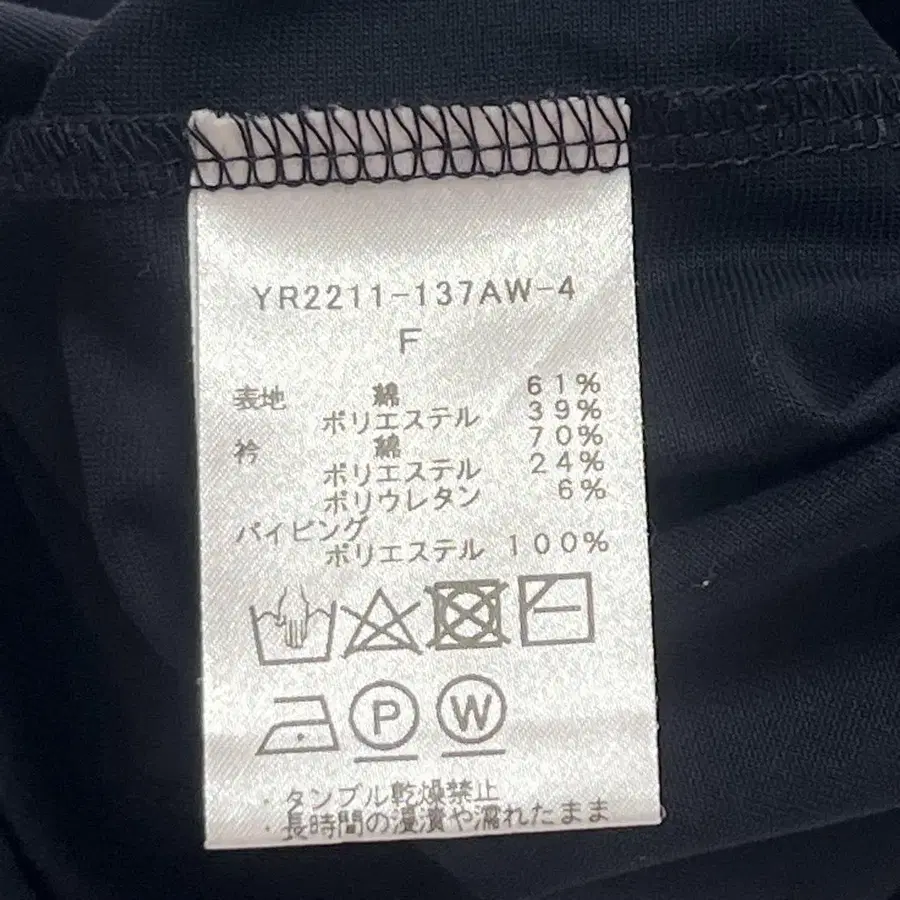 YR2211-137AW-4
F
表地 綿 61%
ポリエステル 39%
衿 綿 70%
ポリエステル 24%
ポリウレタン 6%
パイピング
ポリエステル 100%
P W
・タンブル乾燥禁止
・長時間の浸漬や濡れたまま